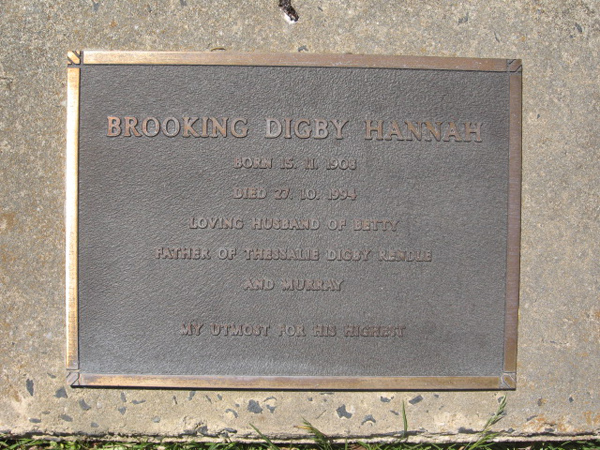 BROOKING DIGBY HANNAH
BORN 15. 11. 1908
DIED 27. 10. 1994
LOVING HUSBAND OF BETTY
FATHER OF THESSALIE DIGBY RENDLE
AND MURRAY
MY UTMOST FOR HIS HIGHEST